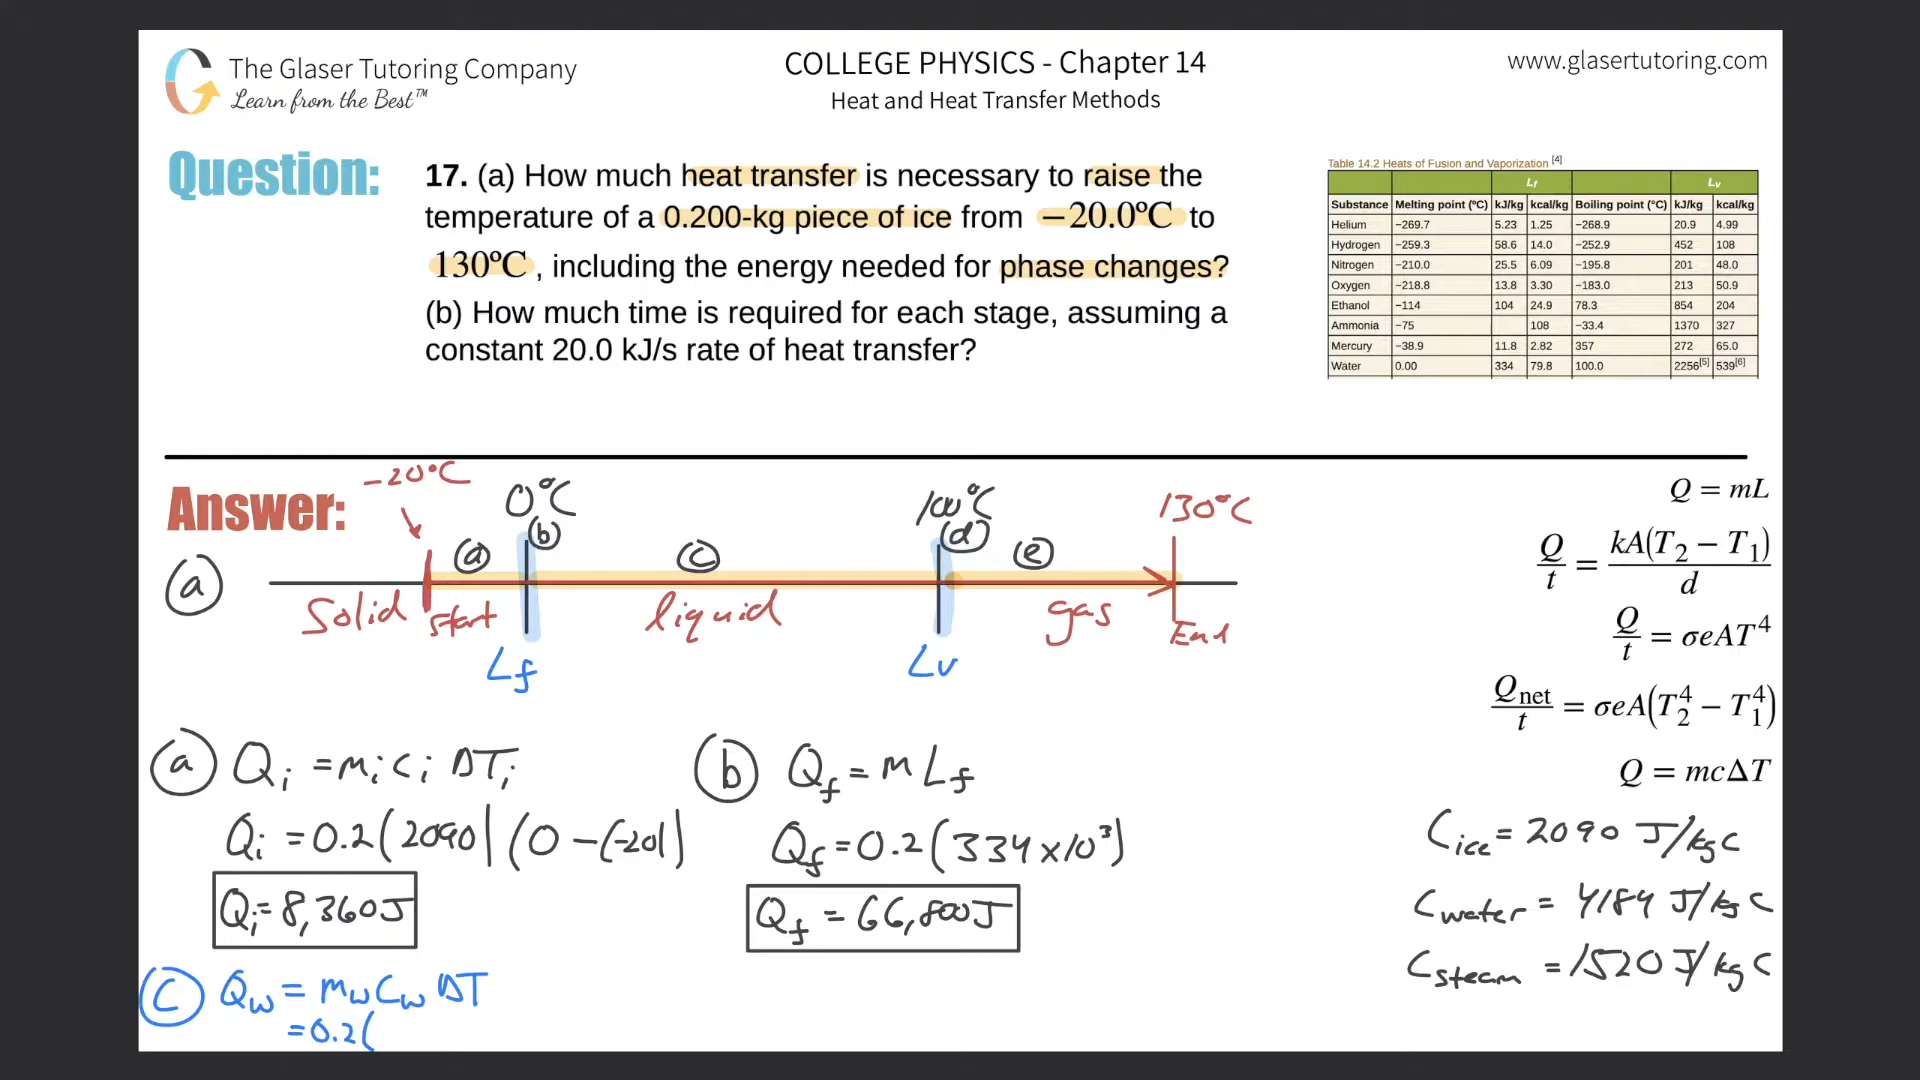 The Glaser Tutoring Company
Learn from the Best™
COLLEGE PHYSICS - Chapter 14
Heat and Heat Transfer Methods
www.glasertutoring.com
Question:
17. (a) How much heat transfer is necessary to raise the
temperature of a 0.200-kg piece of ice from −20.0ºC to
130ºC , including the energy needed for phase changes?
(b) How much time is required for each stage, assuming a
constant 20.0 kJ/s rate of heat transfer?
Table 14.2 Heats of Fusion and Vaporization [4]
Lf Lv
Substance Melting point (ºC) kJ/kg kcal/kg Boiling point (°C) kJ/kg kcal/kg
Helium −269.7 5.23 1.25 −268.9 20.9 4.99
Hydrogen −259.3 58.6 14.0 −252.9 452 108
Nitrogen −210.0 25.5 6.09 −195.8 201 48.0
Oxygen −218.8 13.8 3.30 −183.0 213 50.9
Ethanol −114 104 24.9 78.3 854 204
Ammonia −75 108 −33.4 1370 327
Mercury −38.9 11.8 2.82 357 272 65.0
Water 0.00 334 79.8 100.0 2256[5] 539[6]
Answer:
−20°C 0°C 100°C 130°C
(a) (b) (c) (d) (e)
(a)
Solid start liquid gas End
Lf Lv
Q = mL
Q/t = kA(T₂ − T₁)/d
Q/t = σeAT⁴
Qnet/t = σeA(T₂⁴ − T₁⁴)
Q = mcΔT
Cice = 2090 J/kgC
Cwater = 4184 J/kgC
Csteam = 1520 J/kgC
(a) Qi = mi ci ΔTi
Qi = 0.2(2090)(0 −(−20))
Qi = 8,360J
(b) Qf = mLf
Qf = 0.2(334x10³)
Qf = 66,800J
(c) Qw = mw Cw ΔT
= 0.2(